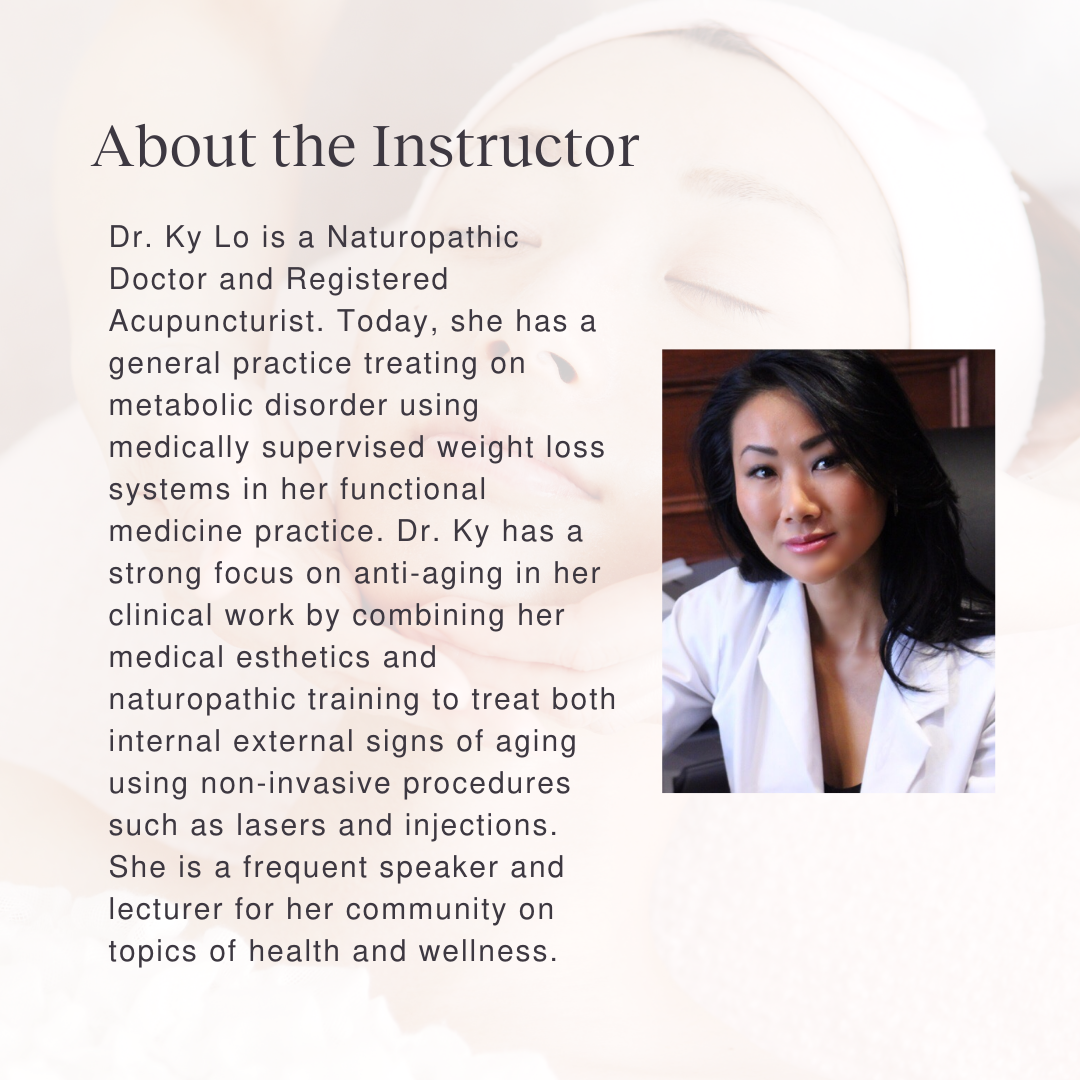 About the Instructor
Dr. Ky Lo is a Naturopathic
Doctor and Registered
Acupuncturist. Today, she has a
general practice treating on
metabolic disorder using
medically supervised weight loss
systems in her functional
medicine practice. Dr. Ky has a
strong focus on anti-aging in her
clinical work by combining her
medical esthetics and
naturopathic training to treat both
internal external signs of aging
using non-invasive procedures
such as lasers and injections.
She is a frequent speaker and
lecturer for her community on
topics of health and wellness.